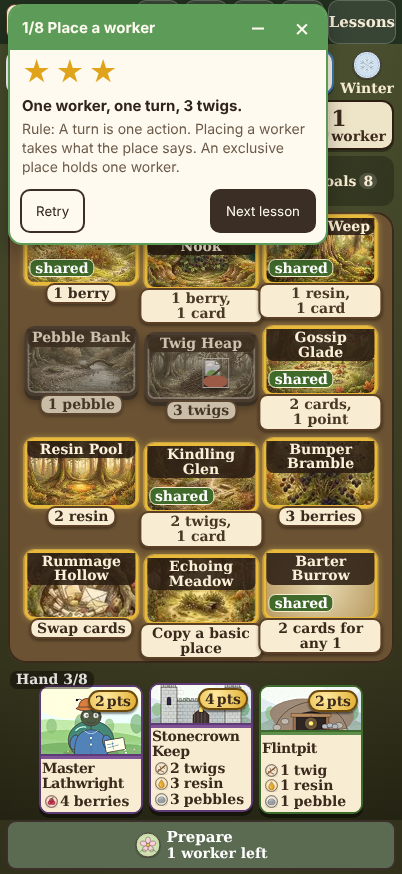 1/8 Place a worker
Lessons
One worker, one turn, 3 twigs.
Rule: A turn is one action. Placing a worker
takes what the place says. An exclusive
place holds one worker.
Retry
Next lesson
Winter
1
worker
oals 8
Nook
Weep
shared
shared
1 berry
1 berry,
1 card
1 resin,
1 card
Pebble Bank
Twig Heap
Gossip
Glade
shared
1 pebble
3 twigs
2 cards,
1 point
Resin Pool
Kindling
Glen
Bumper
Bramble
shared
2 resin
2 twigs,
1 card
3 berries
Rummage
Hollow
Echoing
Meadow
Barter
Burrow
shared
Swap cards
Copy a basic
place
2 cards for
any 1
Hand 3/8
2 pts
Master
Lathwright
4 berries
4 pts
Stonecrown
Keep
2 twigs
3 resin
3 pebbles
2 pts
Flintpit
1 twig
1 resin
1 pebble
Prepare
1 worker left